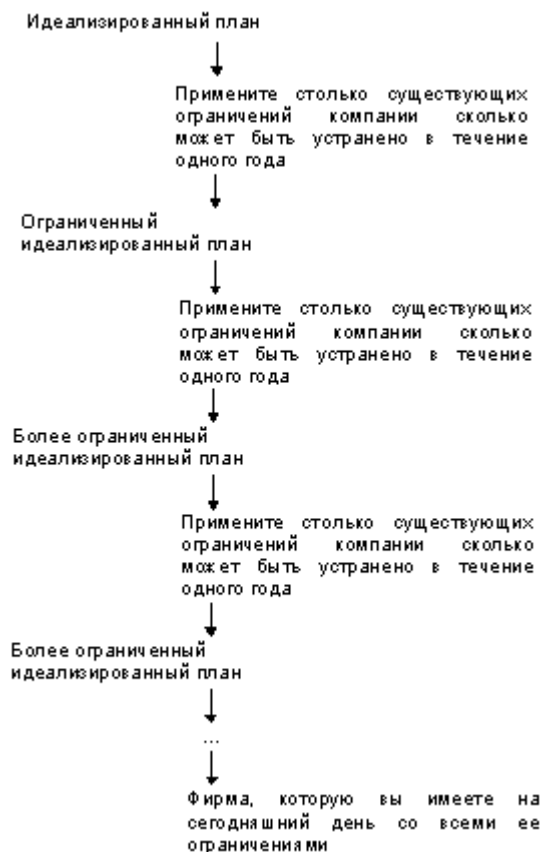 Идеализированный план
Примените столько существующих
ограничений компании сколько
может быть устранено в течение
одного года
Ограниченный
идеализированный план
Примените столько существующих
ограничений компании сколько
может быть устранено в течение
одного года
Более ограниченный
идеализированный план
Примените столько существующих
ограничений компании сколько
может быть устранено в течение
одного года
Более ограниченный
идеализированный план
...
Фирма, которую вы имеете на
сегодняшний день со всеми ее
ограничениями